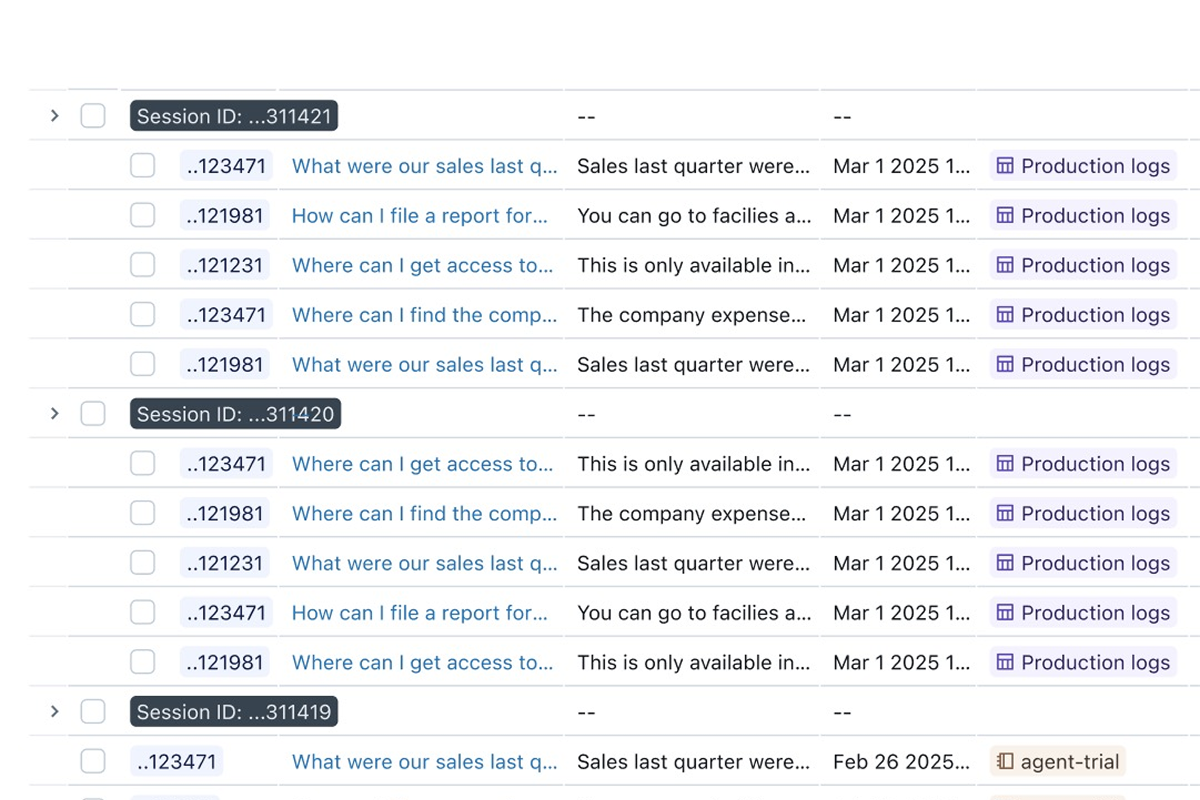 Session ID: ...311421 -- --
..123471 What were our sales last q... Sales last quarter were... Mar 1 2025 1... Production logs
..121981 How can I file a report for... You can go to facilies a... Mar 1 2025 1... Production logs
..121231 Where can I get access to... This is only available in... Mar 1 2025 1... Production logs
..123471 Where can I find the comp... The company expense... Mar 1 2025 1... Production logs
..121981 What were our sales last q... Sales last quarter were... Mar 1 2025 1... Production logs
Session ID: ...311420 -- --
..123471 Where can I get access to... This is only available in... Mar 1 2025 1... Production logs
..121981 Where can I find the comp... The company expense... Mar 1 2025 1... Production logs
..121231 What were our sales last q... Sales last quarter were... Mar 1 2025 1... Production logs
..123471 How can I file a report for... You can go to facilies a... Mar 1 2025 1... Production logs
..121981 Where can I get access to... This is only available in... Mar 1 2025 1... Production logs
Session ID: ...311419 -- --
..123471 What were our sales last q... Sales last quarter were... Feb 26 2025... agent-trial